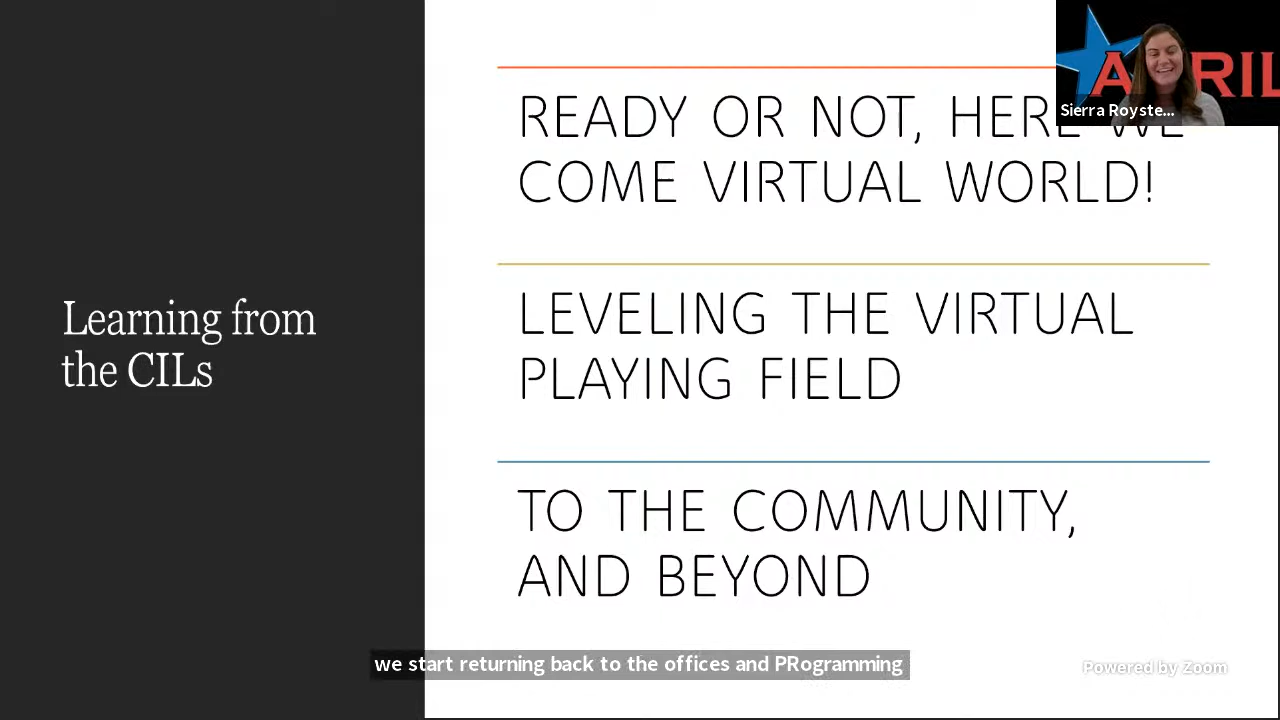 Learning from
the CILs
READY OR NOT, HERE WE
COME VIRTUAL WORLD!
LEVELING THE VIRTUAL
PLAYING FIELD
TO THE COMMUNITY,
AND BEYOND
A RIL
Sierra Royste...
we start returning back to the offices and PRogramming
Powered by Zoom